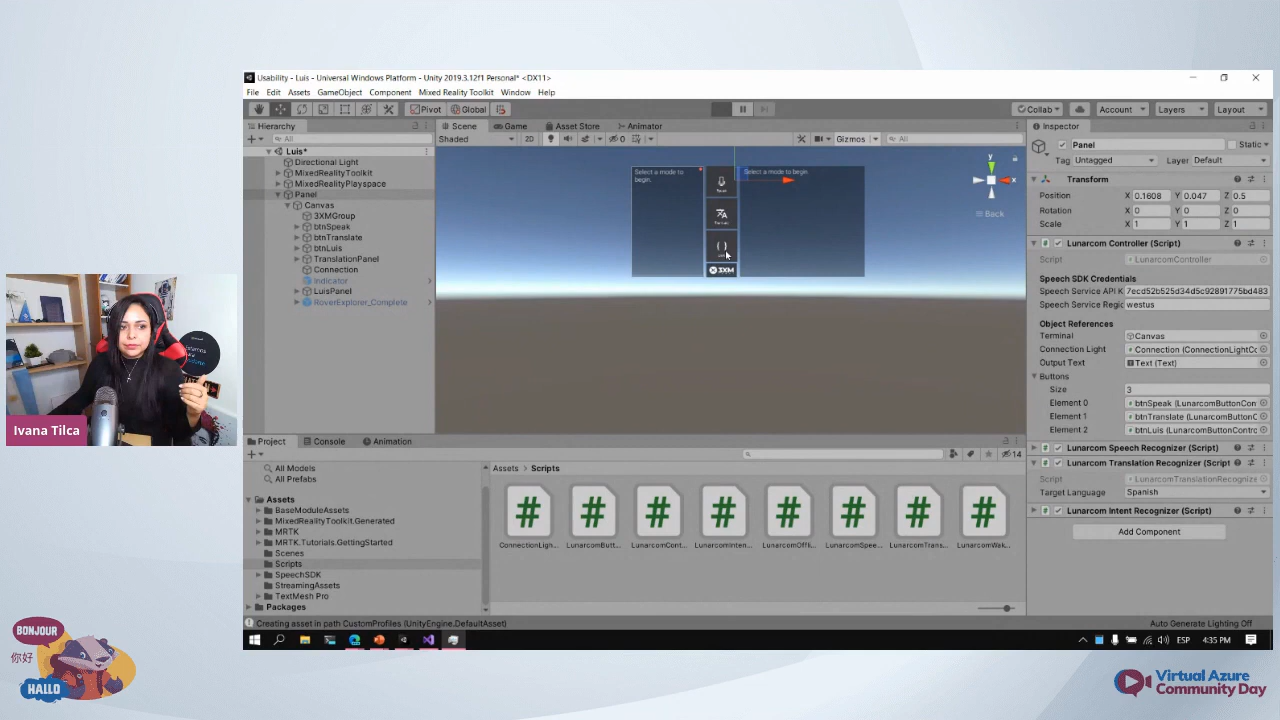 Usability - Luis - Universal Windows Platform - Unity 2019.3.12f1 Personal* <DX11>
File Edit Assets GameObject Component Mixed Reality Toolkit Window Help
Pivot Global
Collab Account Layers Layout
Hierarchy
All
Luis*
Directional Light
MixedRealityToolkit
MixedRealityPlayspace
Panel
Canvas
3XMGroup
btnSpeak
btnTranslate
btnLuis
TranslationPanel
Connection
Indicator
LuisPanel
RoverExplorer_Complete
Scene Game Asset Store Animator
Shaded 2D 0 Gizmos All
Select a mode to
begin.
Select a mode to begin.
3XM
y
x
Back
Inspector
Panel Static
Tag Untagged Layer Default
Transform
Position X 0.1608 Y 0.047 Z 0.5
Rotation X 0 Y 0 Z 0
Scale X 1 Y 1 Z 1
Lunarcom Controller (Script)
Script LunarcomController
Speech SDK Credentials
Speech Service API K 7ecd52b525d34d5c92891775bd483
Speech Service Regic westus
Object References
Terminal Canvas
Connection Light Connection (ConnectionLightCc
Output Text Text (Text)
Buttons
Size 3
Element 0 btnSpeak (LunarcomButtonCon
Element 1 btnTranslate (LunarcomButtonC
Element 2 btnLuis (LunarcomButtonContro
Lunarcom Speech Recognizer (Script)
Lunarcom Translation Recognizer (Script
Script LunarcomTranslationRecognize
Target Language Spanish
Lunarcom Intent Recognizer (Script)
Add Component
Project Console Animation
14
All Models
All Prefabs
Assets
BaseModuleAssets
MixedRealityToolkit.Generated
MRTK
MRTK.Tutorials.GettingStarted
Scenes
Scripts
SpeechSDK
StreamingAssets
TextMesh Pro
Packages
Assets > Scripts
ConnectionLigh... LunarcomButt... LunarcomCont... LunarcomInten... LunarcomOffli... LunarcomSpee... LunarcomTrans... LunarcomWak...
Creating asset in path CustomProfiles (UnityEngine.DefaultAsset)
Auto Generate Lighting Off
ESP 4:35 PM
Ivana Tilca
BONJOUR
你好
HALLO
Virtual Azure
Community Day